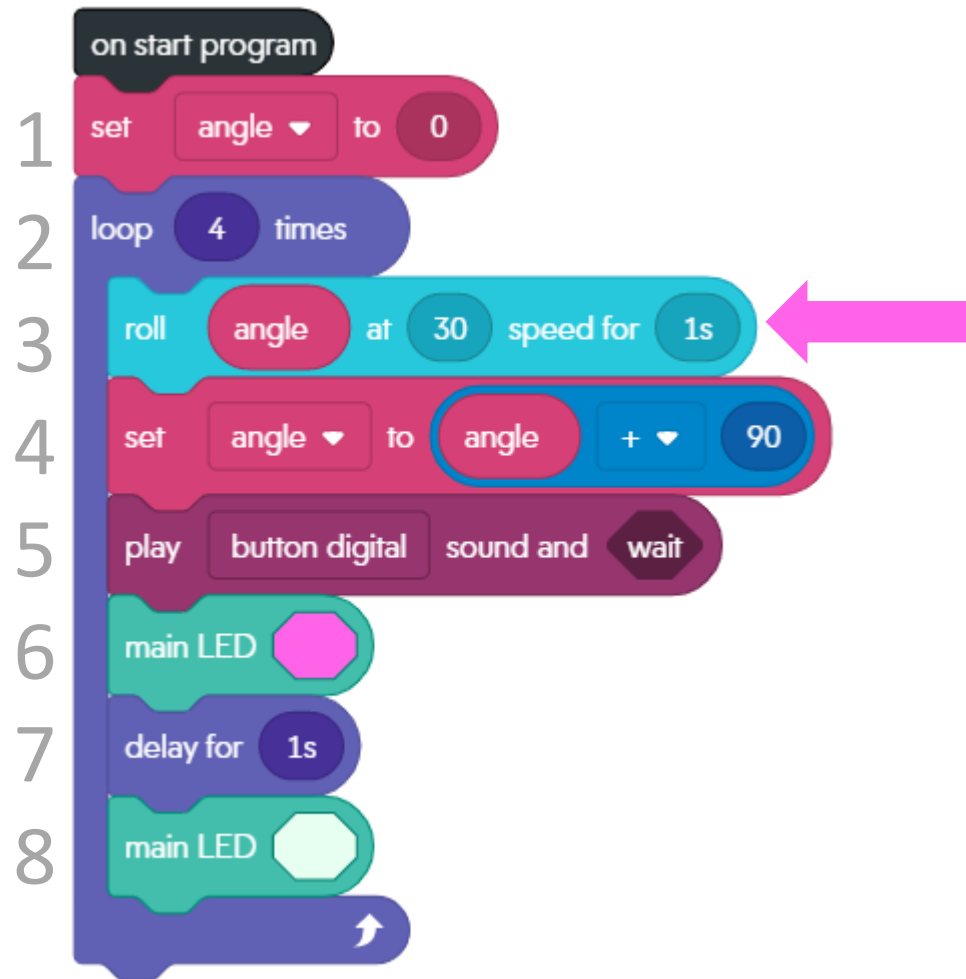 on start program
1 set angle to 0
2 loop 4 times
3 roll angle at 30 speed for 1s
4 set angle to angle + 90
5 play button digital sound and wait
6 main LED
7 delay for 1s
8 main LED